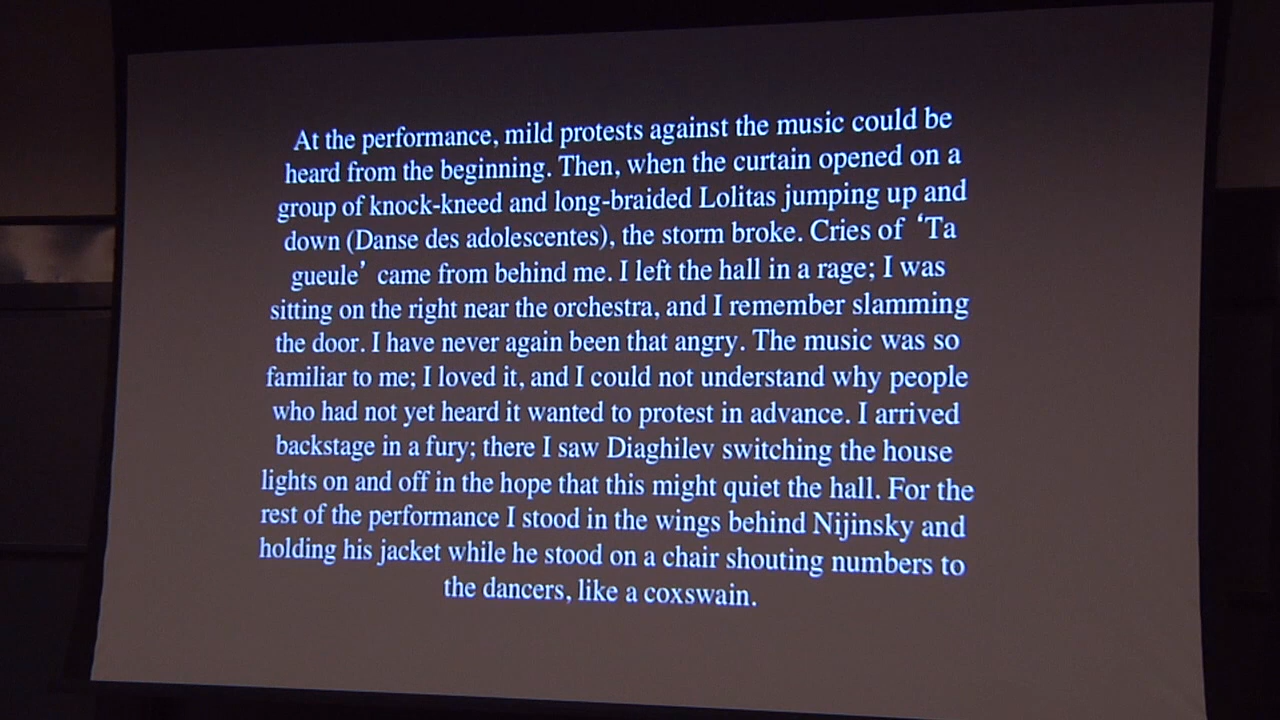 At the performance, mild protests against the music could be
heard from the beginning. Then, when the curtain opened on a
group of knock-kneed and long-braided Lolitas jumping up and
down (Danse des adolescentes), the storm broke. Cries of ‘Ta
gueule’ came from behind me. I left the hall in a rage; I was
sitting on the right near the orchestra, and I remember slamming
the door. I have never again been that angry. The music was so
familiar to me; I loved it, and I could not understand why people
who had not yet heard it wanted to protest in advance. I arrived
backstage in a fury; there I saw Diaghilev switching the house
lights on and off in the hope that this might quiet the hall. For the
rest of the performance I stood in the wings behind Nijinsky and
holding his jacket while he stood on a chair shouting numbers to
the dancers, like a coxswain.